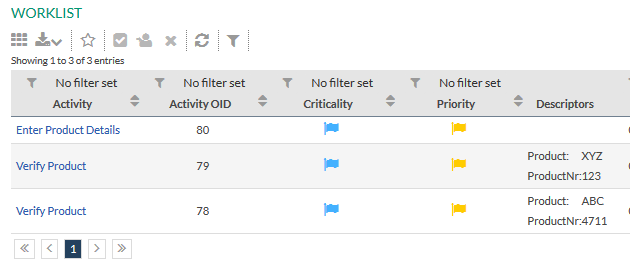 WORKLIST
Showing 1 to 3 of 3 entries
No filter set No filter set No filter set No filter set
Activity Activity OID Criticality Priority Descriptors
Enter Product Details 80
Verify Product 79 Product: XYZ
ProductNr:123
Verify Product 78 Product: ABC
ProductNr:4711
1